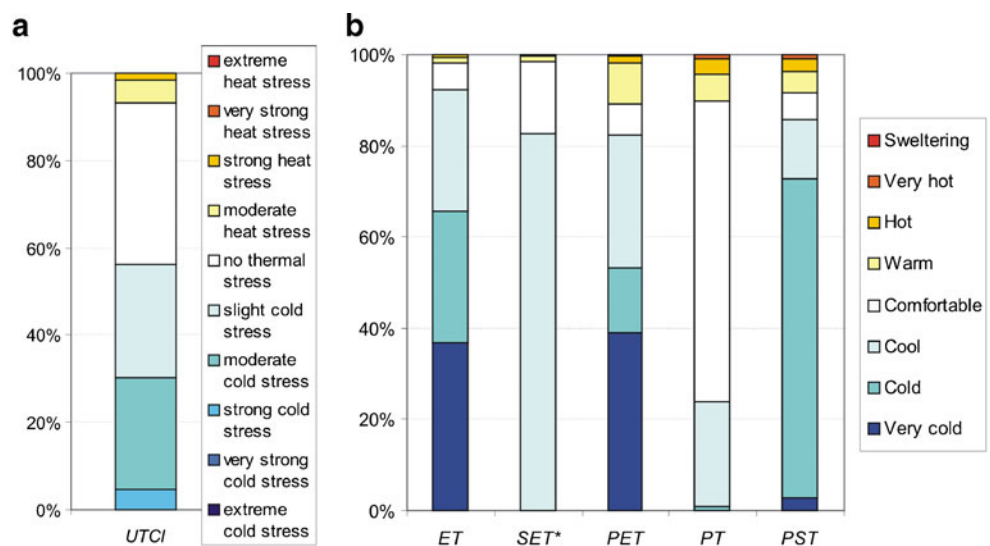 a
100%
80%
60%
40%
20%
0%
UTCI
extreme
heat stress
very strong
heat stress
strong heat
stress
moderate
heat stress
no thermal
stress
slight cold
stress
moderate
cold stress
strong cold
stress
very strong
cold stress
extreme
cold stress
b
100%
80%
60%
40%
20%
0%
ET SET* PET PT PST
Sweltering
Very hot
Hot
Warm
Comfortable
Cool
Cold
Very cold